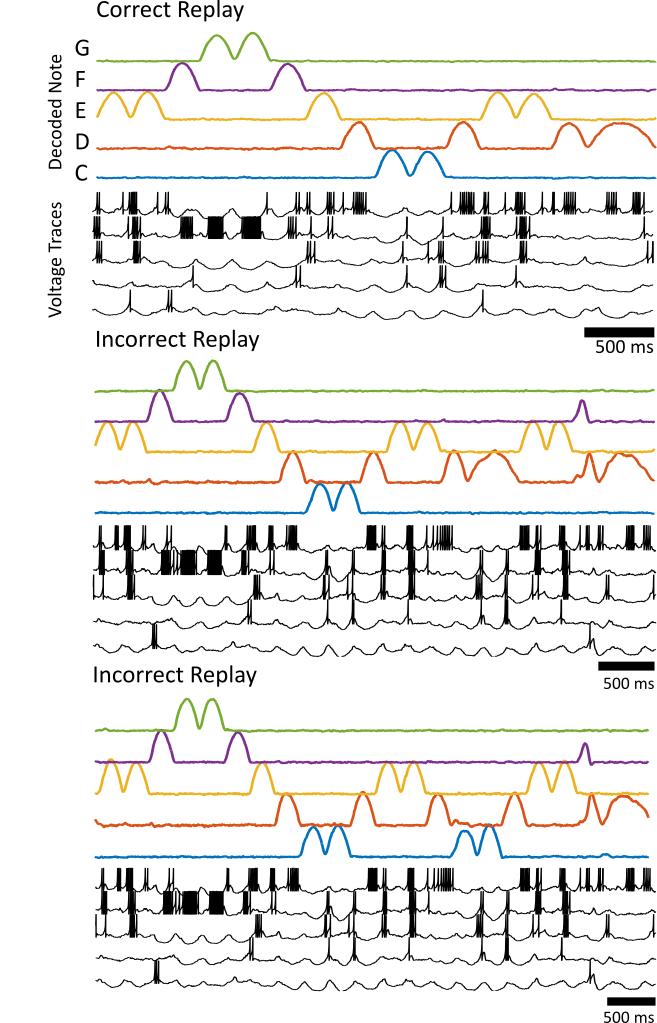 Correct Replay
Decoded Note
G
F
E
D
C
Voltage Traces
500 ms
Incorrect Replay
500 ms
Incorrect Replay
500 ms